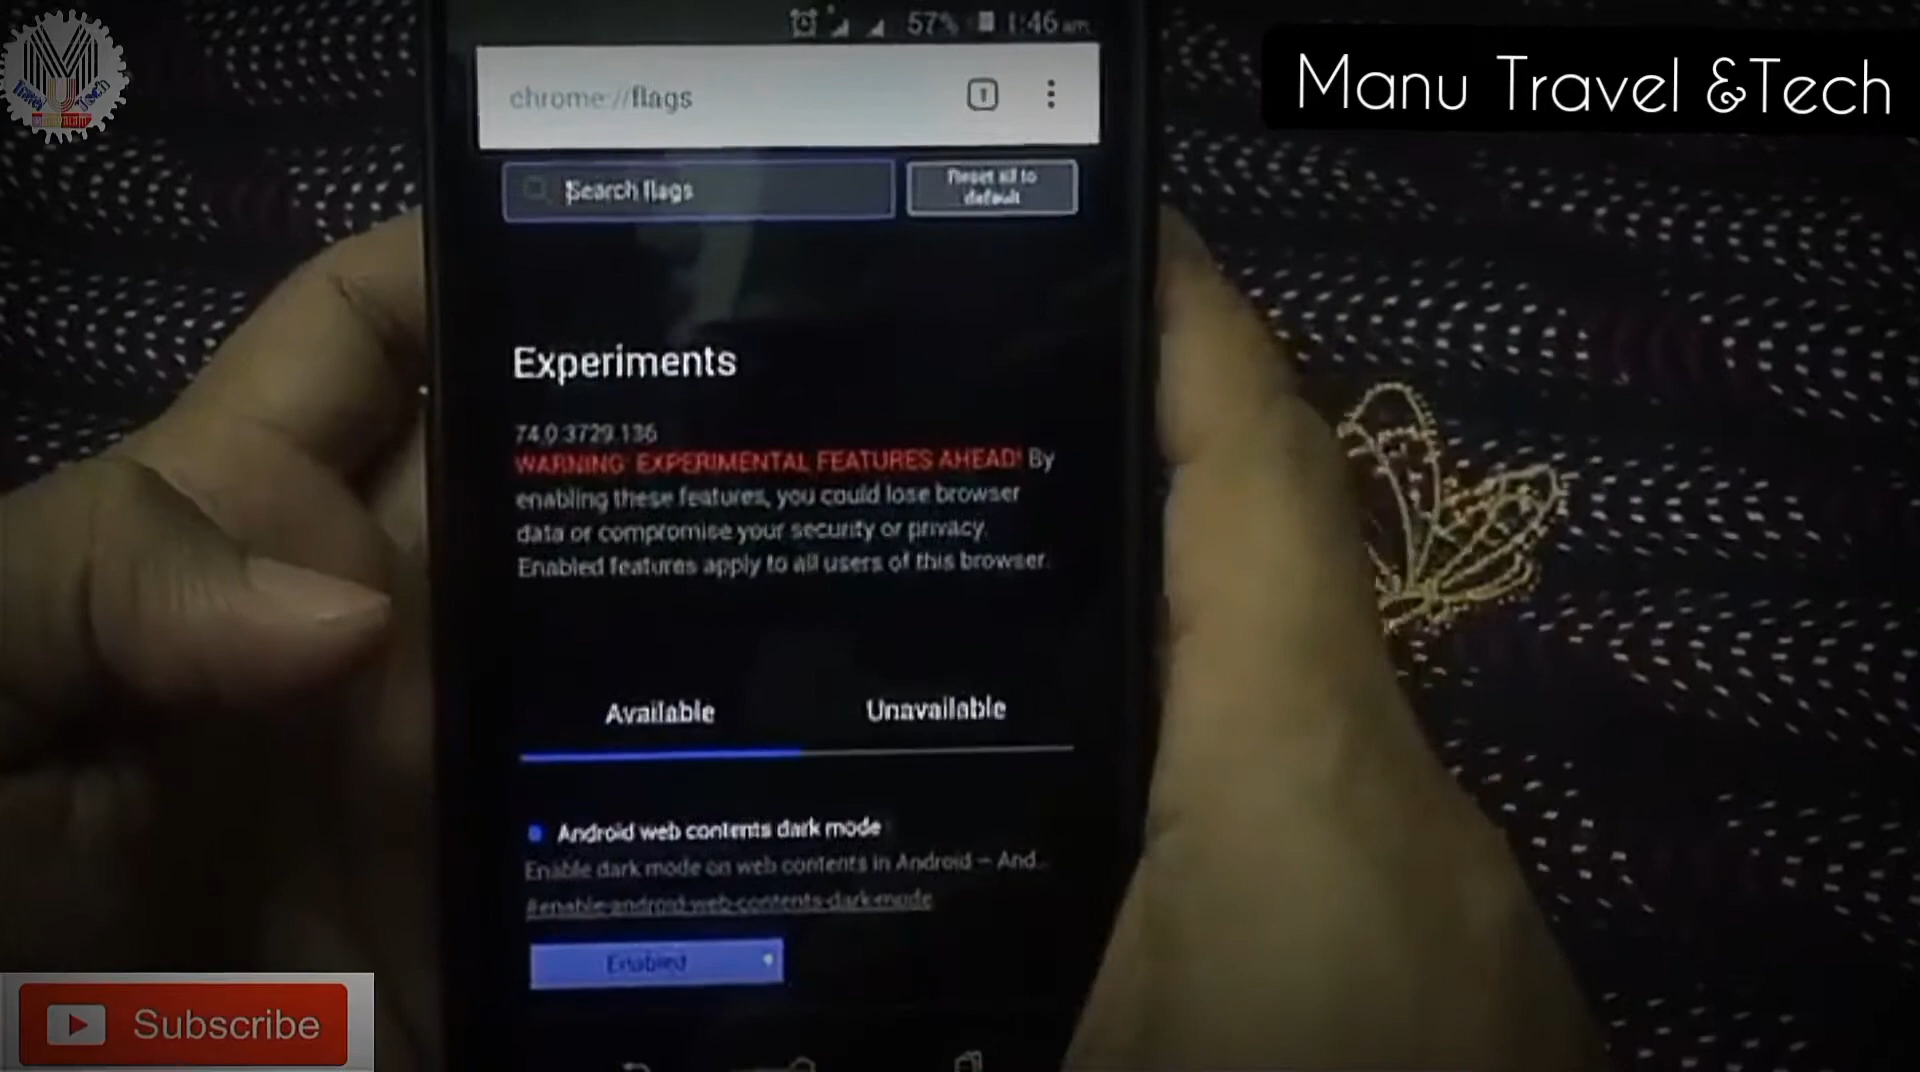 57% 1:46 am
Manu Travel &Tech
chrome://flags
1
Search flags
Reset all to
default
Experiments
74.0.3729.136
WARNING: EXPERIMENTAL FEATURES AHEAD! By
enabling these features, you could lose browser
data or compromise your security or privacy.
Enabled features apply to all users of this browser.
Available
Unavailable
Android web contents dark mode
Enable dark mode on web contents in Android – And...
#enable-android-web-contents-dark-mode
Enabled
Subscribe